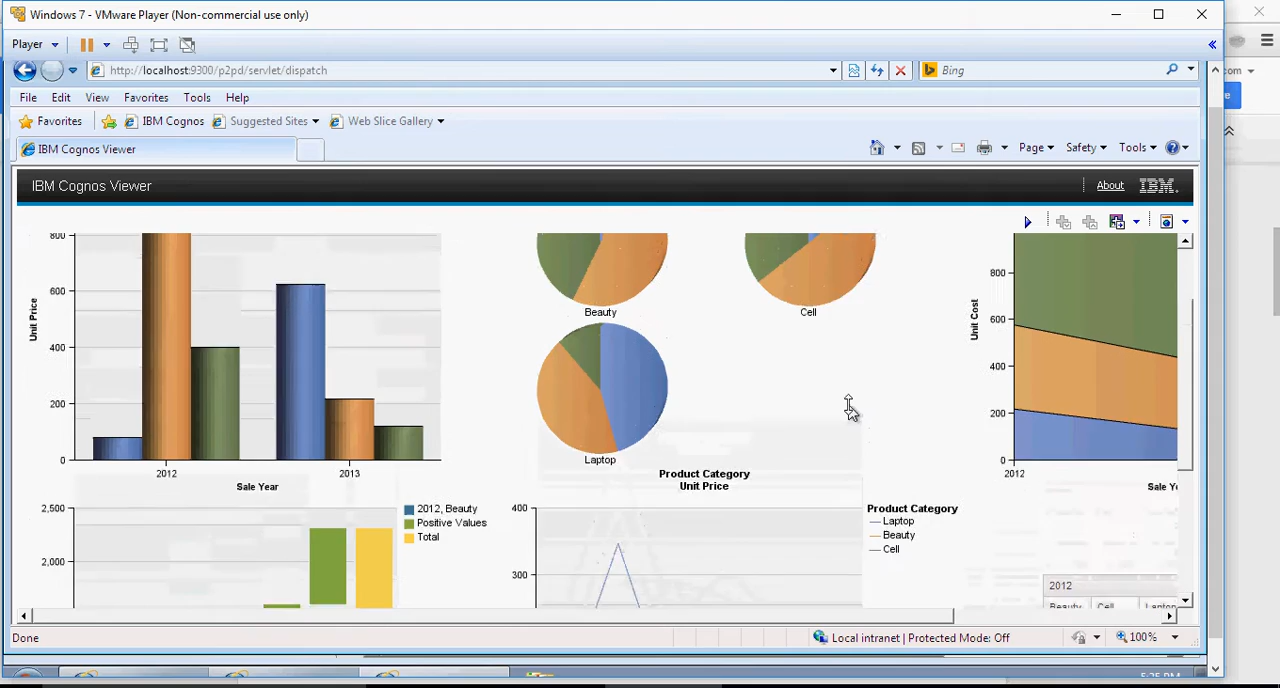 Windows 7 - VMware Player (Non-commercial use only)
Player
http://localhost:9300/p2pd/servlet/dispatch
Bing
com
e
File Edit View Favorites Tools Help
Favorites IBM Cognos Suggested Sites Web Slice Gallery
IBM Cognos Viewer
Page Safety Tools
IBM Cognos Viewer
About IBM.
800
600
400
200
0
Unit Price
2012 2013
Sale Year
Beauty Cell
Laptop
Product Category
Unit Price
800
600
400
200
0
Unit Cost
2012
2,500
2,000
2012, Beauty
Positive Values
Total
400
300
Product Category
Laptop
Beauty
Cell
2012
Beauty Cell Laptop
Done
Local intranet | Protected Mode: Off
100%